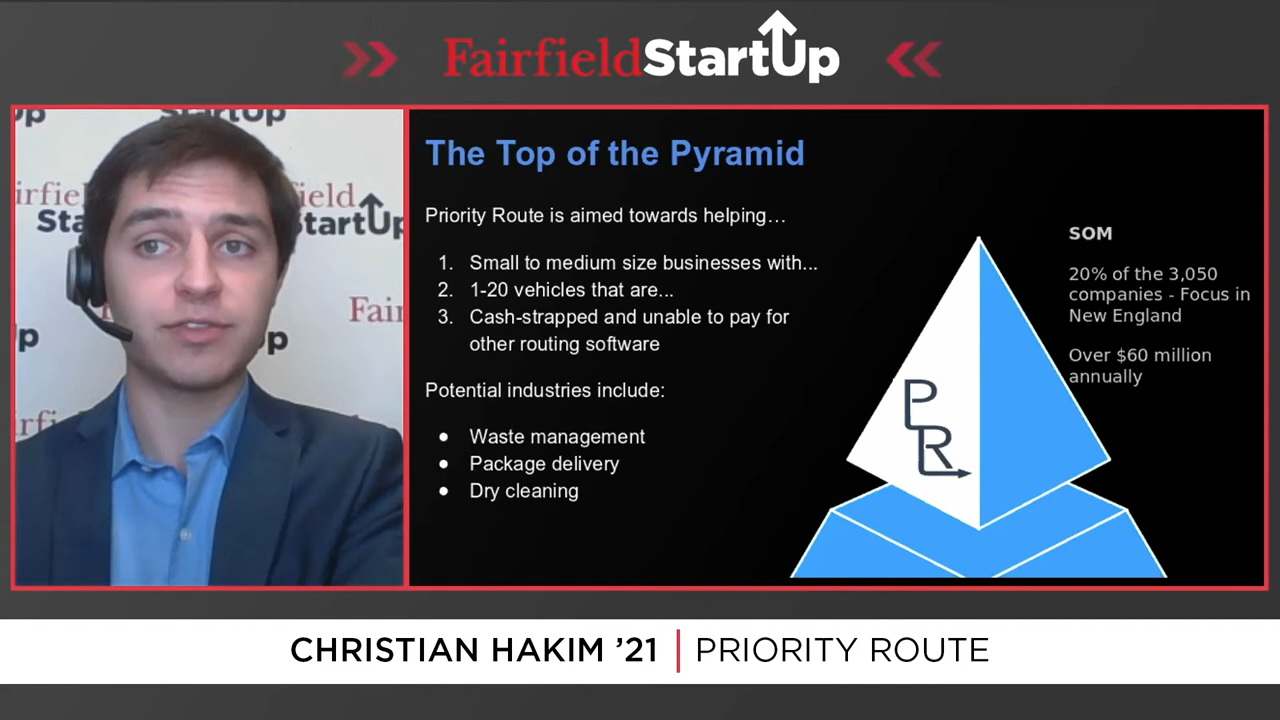 FairfieldStartUp
The Top of the Pyramid
Priority Route is aimed towards helping…
1. Small to medium size businesses with...
2. 1-20 vehicles that are...
3. Cash-strapped and unable to pay for
other routing software
Potential industries include:
● Waste management
● Package delivery
● Dry cleaning
SOM
20% of the 3,050
companies - Focus in
New England
Over $60 million
annually
PR
StartUp
Fairfield
StartUp
CHRISTIAN HAKIM ’21 | PRIORITY ROUTE